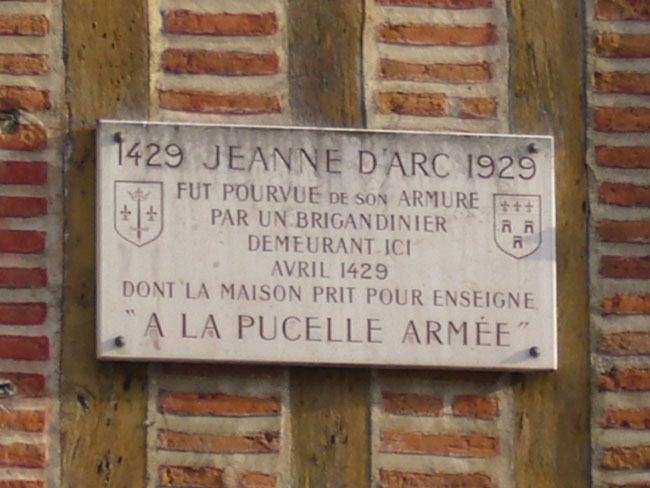 1429 JEANNE D'ARC 1929
FUT POURVUE DE SON ARMURE
PAR UN BRIGANDINIER
DEMEURANT ICI
AVRIL 1429
DONT LA MAISON PRIT POUR ENSEIGNE
"A LA PUCELLE ARMÉE"